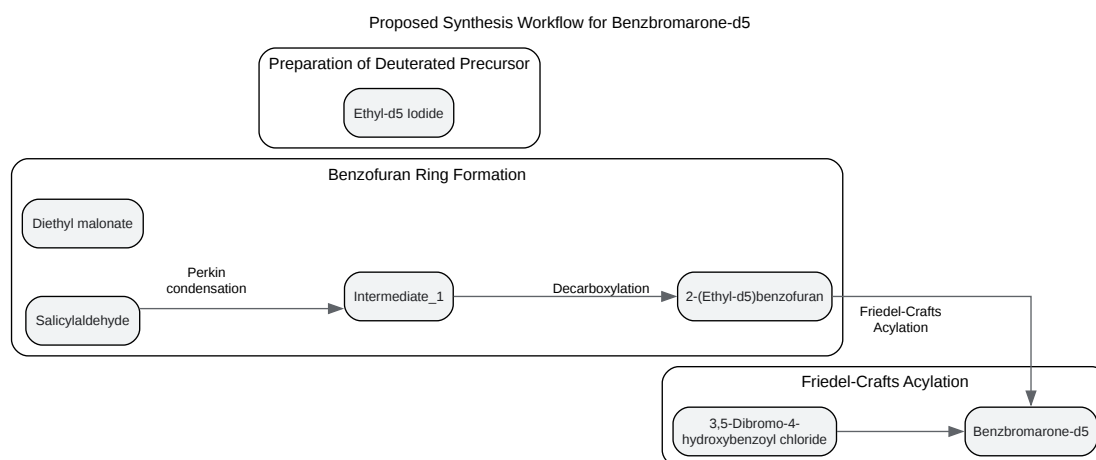 Proposed Synthesis Workflow for Benzbromarone-d5
Preparation of Deuterated Precursor
Ethyl-d5 Iodide
Benzofuran Ring Formation
Diethyl malonate
Salicylaldehyde
Perkin
condensation
Intermediate_1
Decarboxylation
2-(Ethyl-d5)benzofuran
Friedel-Crafts
Acylation
Friedel-Crafts Acylation
3,5-Dibromo-4-
hydroxybenzoyl chloride
Benzbromarone-d5